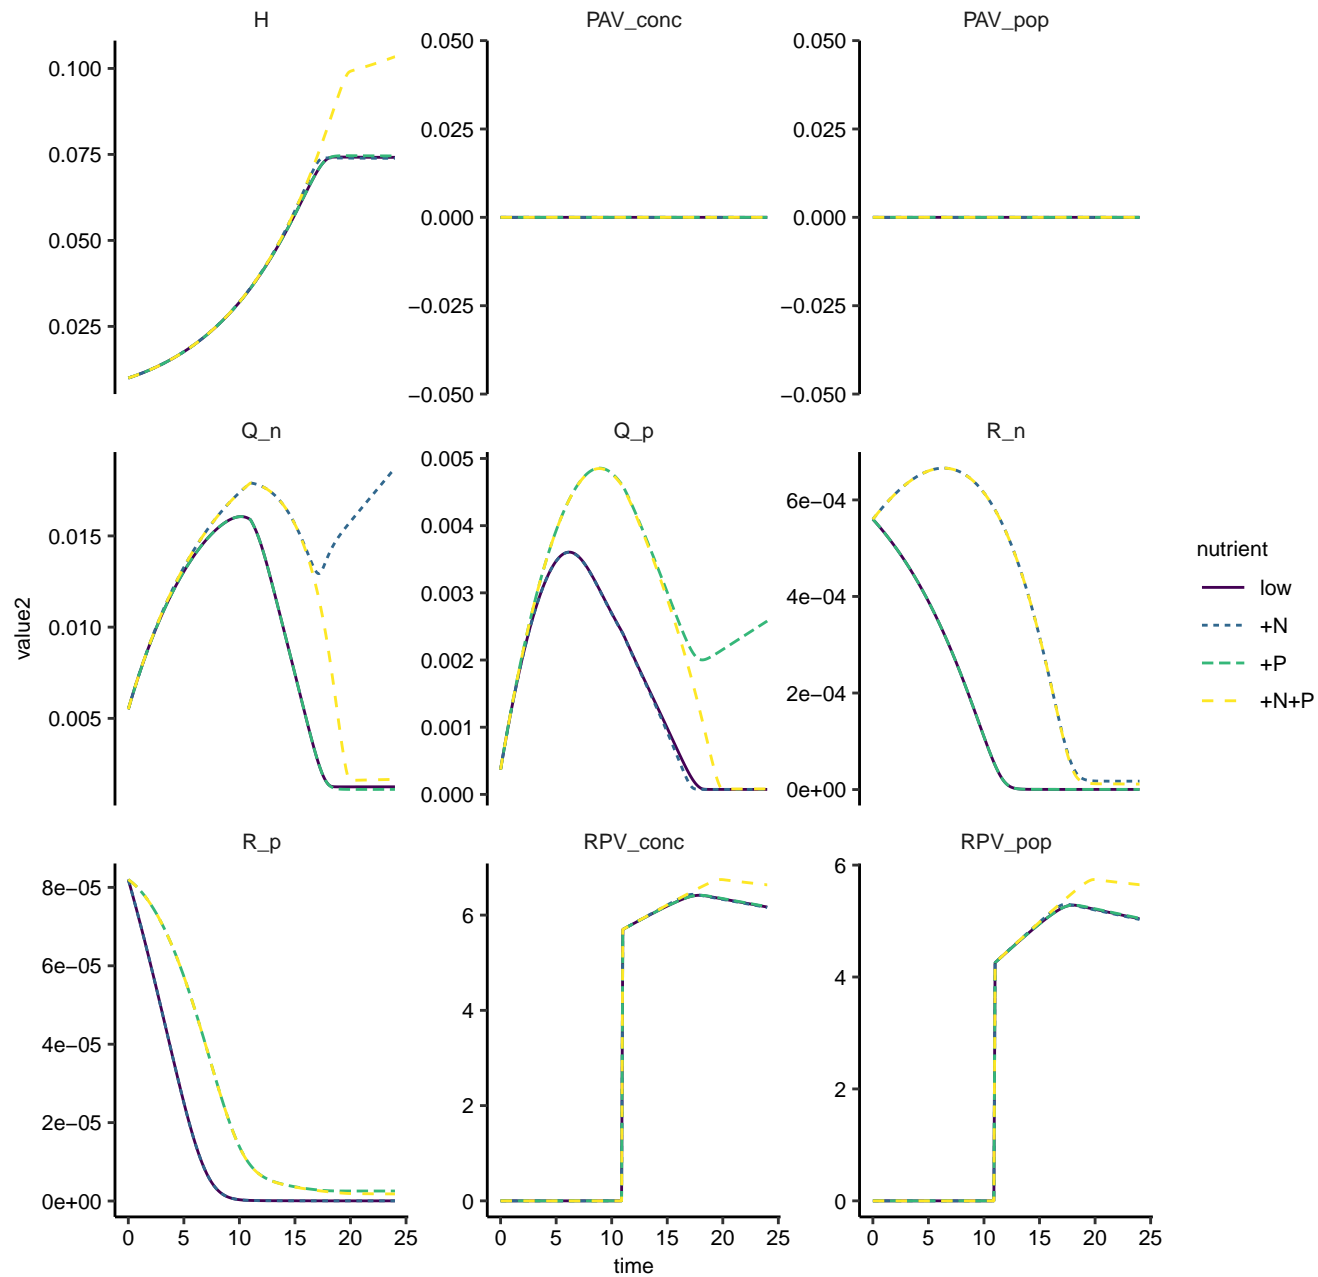 H
PAV_conc
PAV_pop
0.100
0.075
0.050
0.025
0.050
0.025
0.000
−0.025
−0.050
0.050
0.025
0.000
−0.025
−0.050
Q_n
Q_p
R_n
0.015
0.010
0.005
0.005
0.004
0.003
0.002
0.001
0.000
6e−04
4e−04
2e−04
0e+00
R_p
RPV_conc
RPV_pop
8e−05
6e−05
4e−05
2e−05
0e+00
6
4
2
0
6
4
2
0
0 5 10 15 20 25
0 5 10 15 20 25
0 5 10 15 20 25
time
value2
nutrient
low
+N
+P
+N+P